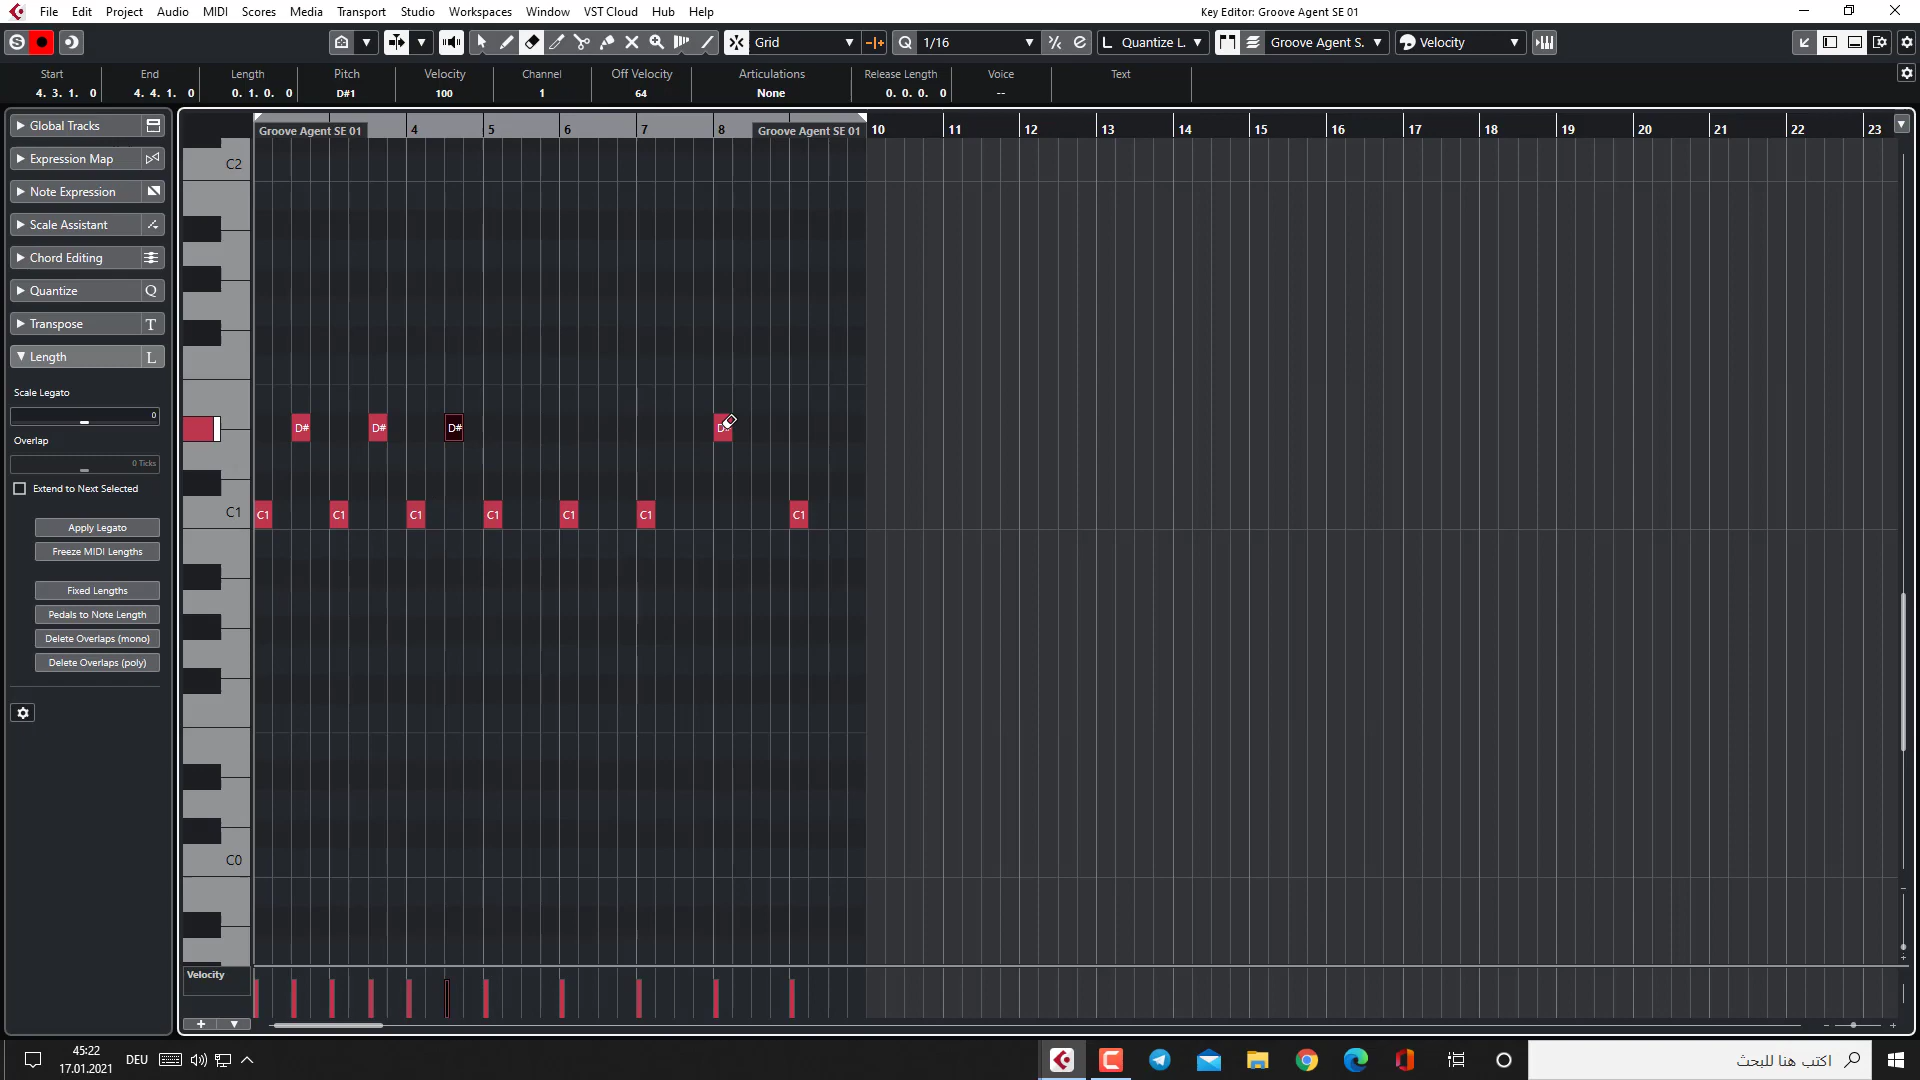 File Edit Project Audio MIDI Scores Media Transport Studio Workspaces Window VST Cloud Hub Help
Key Editor: Groove Agent SE 01
Grid 1/16 Quantize L. Groove Agent S. Velocity
Start End Length Pitch Velocity Channel Off Velocity Articulations Release Length Voice Text
4. 3. 1. 0 4. 4. 1. 0 0. 1. 0. 0 D#1 100 1 64 None 0. 0. 0. 0 --
Global Tracks
Expression Map
Note Expression
Scale Assistant
Chord Editing
Quantize Q
Transpose T
Length L
Scale Legato
0
Overlap
0 Ticks
Extend to Next Selected
Apply Legato
Freeze MIDI Lengths
Fixed Lengths
Pedals to Note Length
Delete Overlaps (mono)
Delete Overlaps (poly)
4 5 6 7 8 10 11 12 13 14 15 16 17 18 19 20 21 22 23
Groove Agent SE 01 Groove Agent SE 01
C2
D# D# D# D#
C1 C1 C1 C1 C1 C1 C1 C1
C0
Velocity
45:22
17.01.2021
DEU
اكتب هنا للبحث